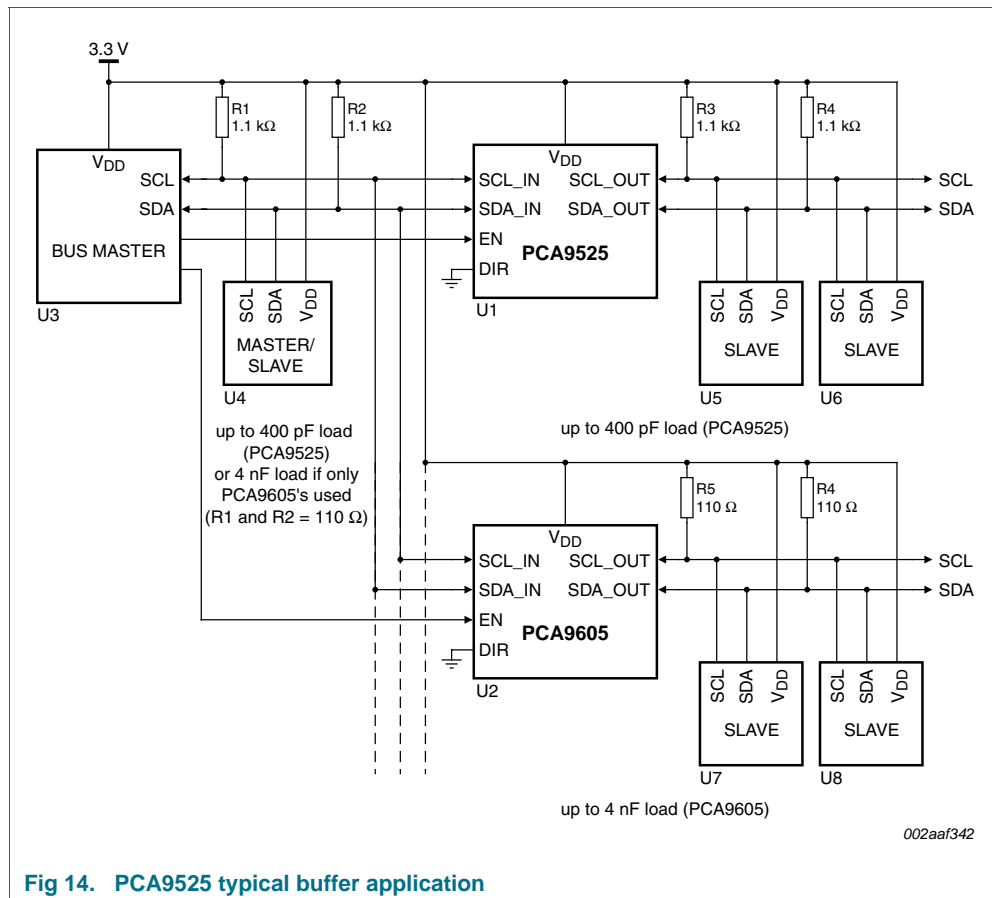 3.3 V
R1
1.1 kΩ
R2
1.1 kΩ
R3
1.1 kΩ
R4
1.1 kΩ
VDD
SCL
SDA
BUS MASTER
U3
VDD
SCL_IN
SCL_OUT
SDA_IN
SDA_OUT
EN
PCA9525
DIR
U1
SCL
SDA
SCL
SDA
VDD
MASTER/
SLAVE
U4
up to 400 pF load
(PCA9525)
or 4 nF load if only
PCA9605's used
(R1 and R2 = 110 Ω)
SCL
SDA
VDD
SLAVE
U5
SCL
SDA
VDD
SLAVE
U6
up to 400 pF load (PCA9525)
R5
110 Ω
R4
110 Ω
VDD
SCL_IN
SCL_OUT
SDA_IN
SDA_OUT
EN
PCA9605
DIR
U2
SCL
SDA
SCL
SDA
VDD
SLAVE
U7
SCL
SDA
VDD
SLAVE
U8
up to 4 nF load (PCA9605)
002aaf342
Fig 14. PCA9525 typical buffer application